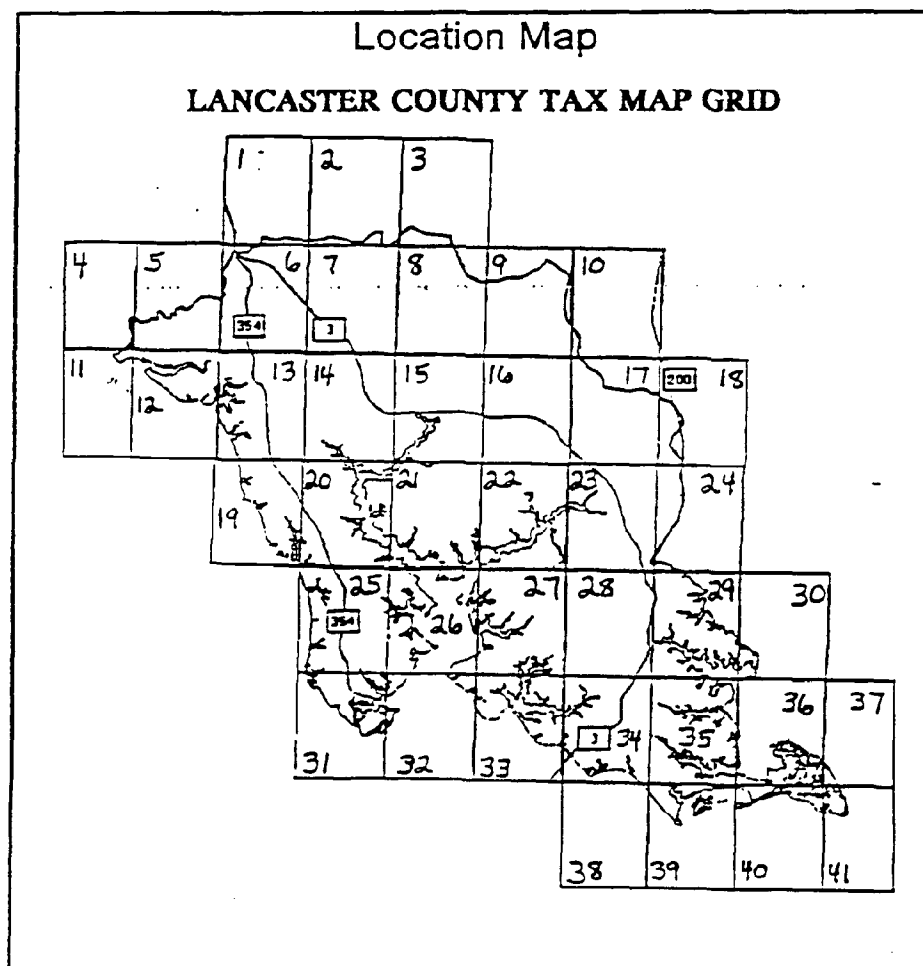 Location Map
LANCASTER COUNTY TAX MAP GRID
1 2 3
4 5 6 7 8 9 10
354 3
11 12 13 14 15 16 17 200 18
19 20 21 22 23 24
25 26 27 28 29 30
354
31 32 33 3 34 35 36 37
38 39 40 41